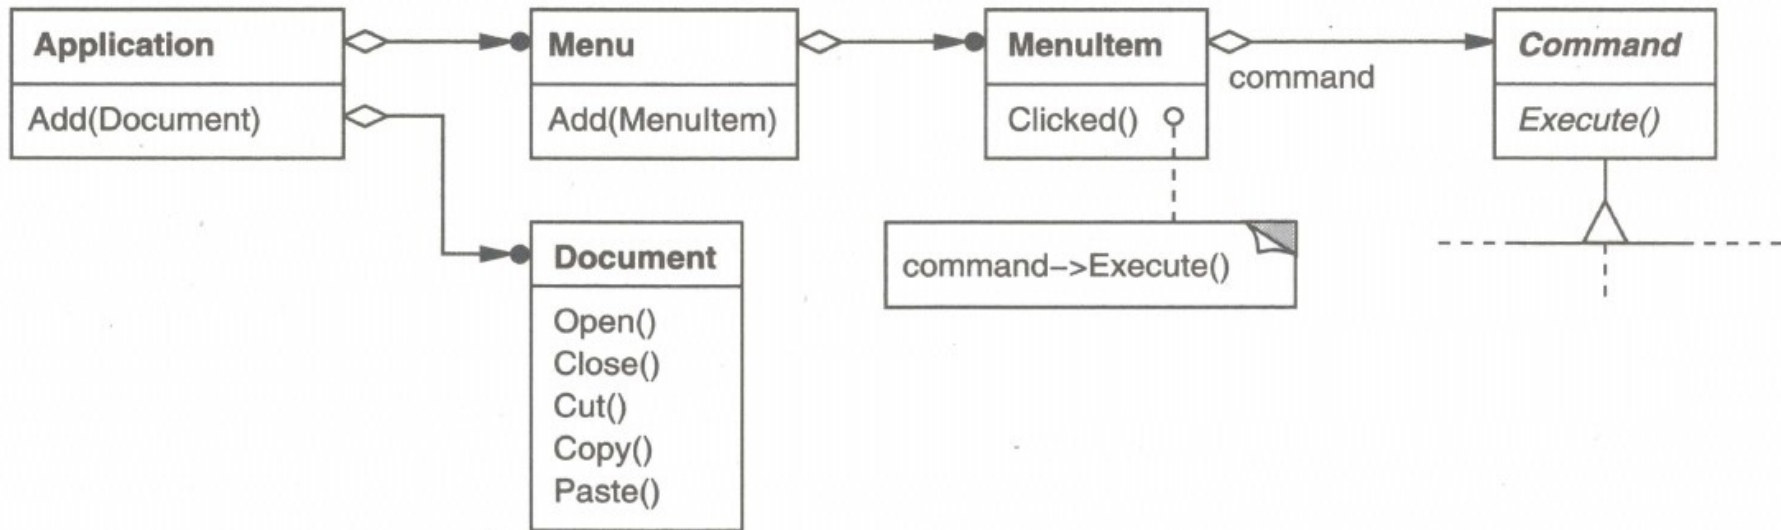 Application
Add(Document)
Menu
Add(MenuItem)
MenuItem
Clicked()
command
Command
Execute()
command–>Execute()
Document
Open()
Close()
Cut()
Copy()
Paste()